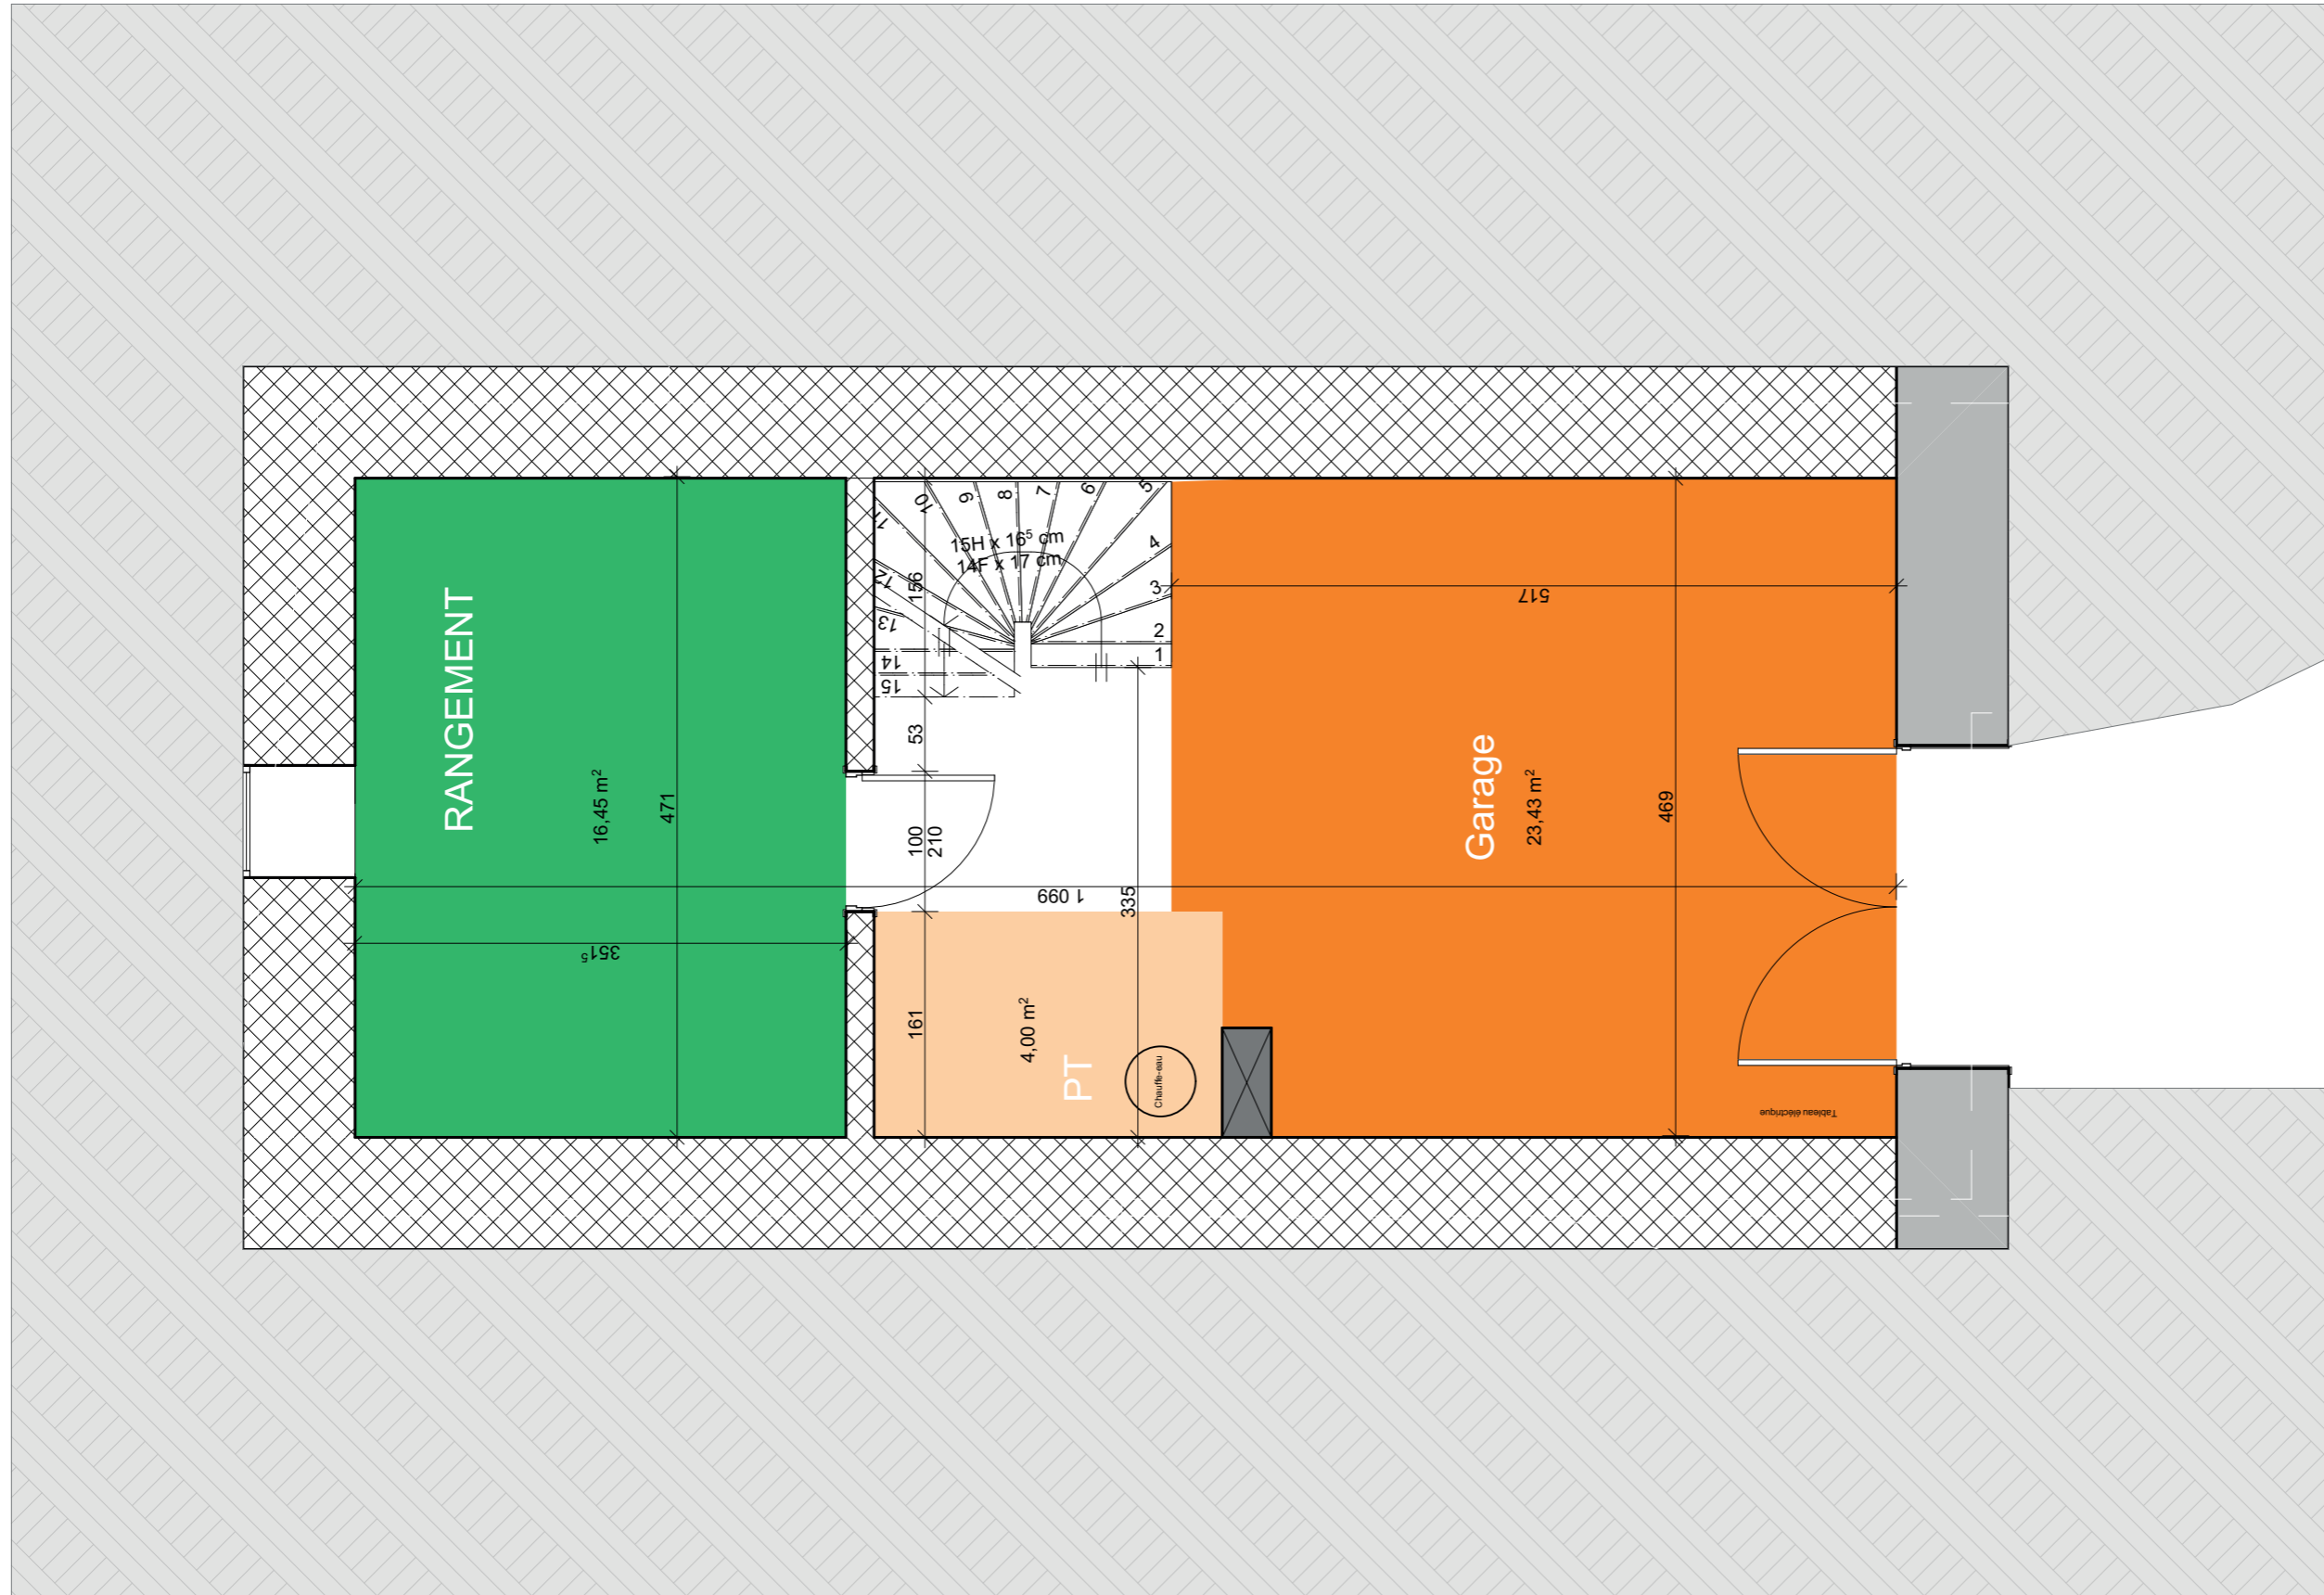 RANGEMENT
16,45 m²
471
351⁵
15H x 16⁵ cm
14F x 17 cm
1
2
3
4
5
6
7
8
9
10
11
12
13
14
15
156
53
100
210
161
1 099
335
4,00 m²
PT
Chauffe-eau
517
Garage
23,43 m²
469
Tableau éléctrique